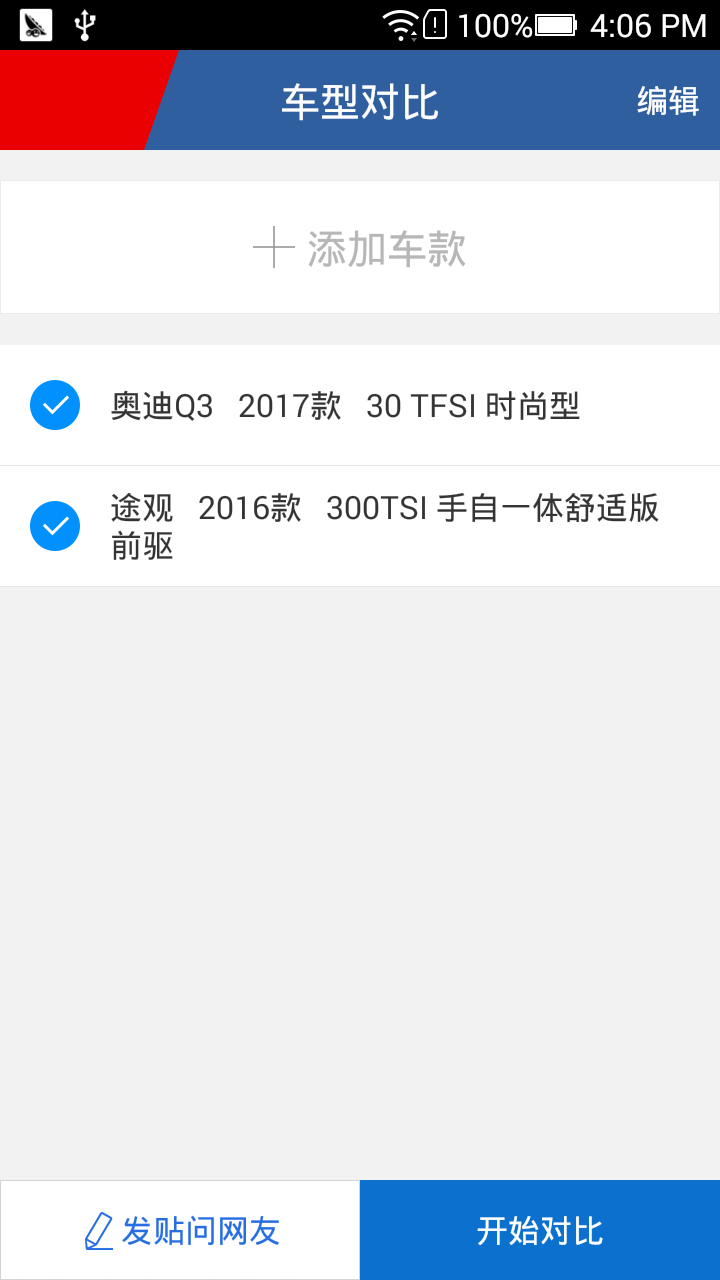 100% 4:06 PM
车型对比 编辑
添加车款
奥迪Q3 2017款 30 TFSI 时尚型
途观 2016款 300TSI 手自一体舒适版
前驱
发贴问网友 开始对比